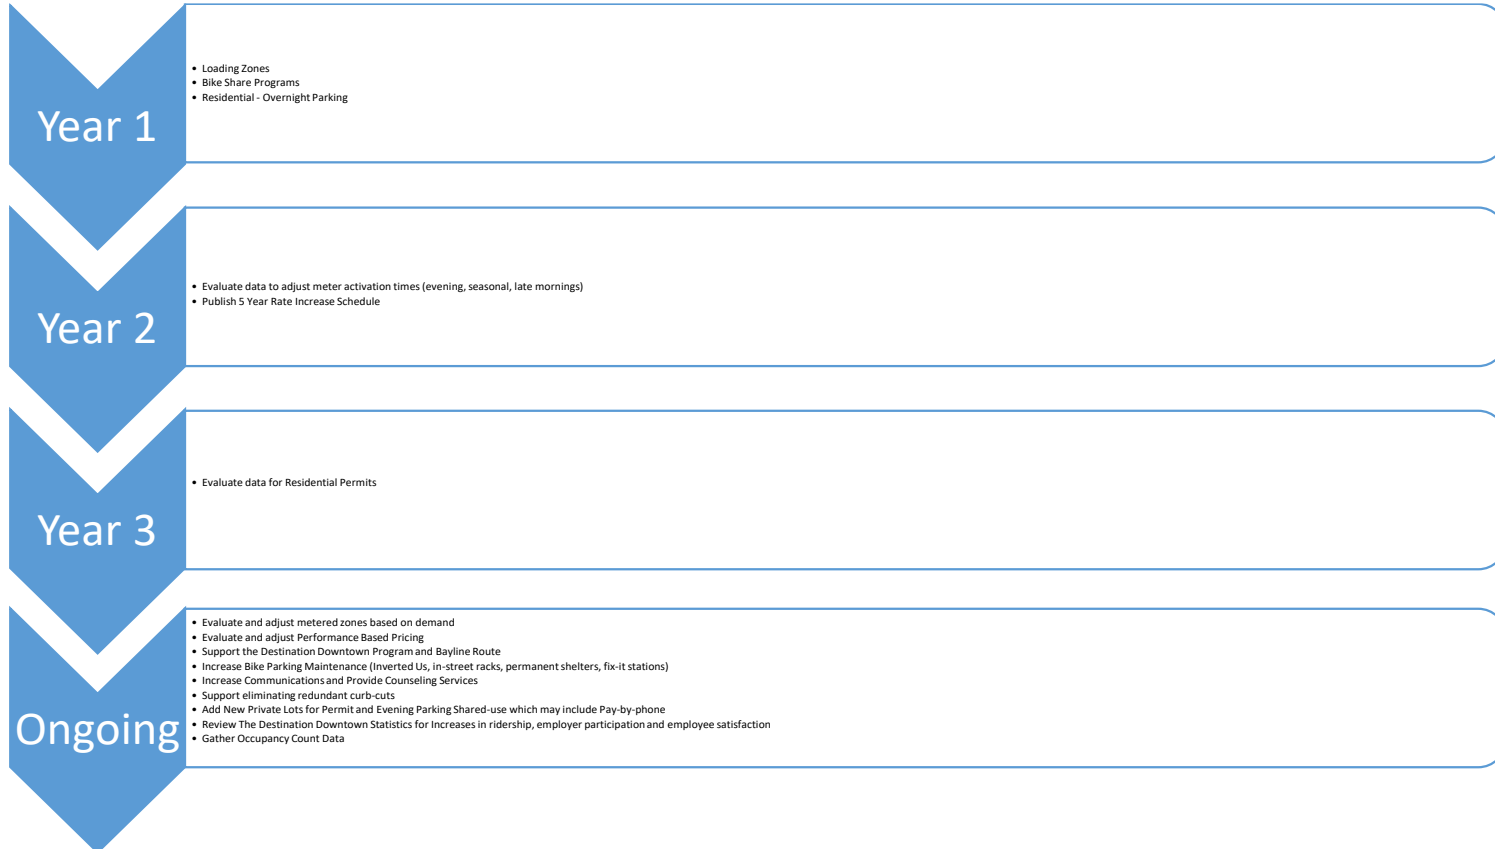 Year 1
• Loading Zones
• Bike Share Programs
• Residential - Overnight Parking
Year 2
• Evaluate data to adjust meter activation times (evening, seasonal, late mornings)
• Publish 5 Year Rate Increase Schedule
Year 3
• Evaluate data for Residential Permits
Ongoing
• Evaluate and adjust metered zones based on demand
• Evaluate and adjust Performance Based Pricing
• Support the Destination Downtown Program and Bayline Route
• Increase Bike Parking Maintenance (Inverted Us, in-street racks, permanent shelters, fix-it stations)
• Increase Communications and Provide Counseling Services
• Support eliminating redundant curb-cuts
• Add New Private Lots for Permit and Evening Parking Shared-use which may include Pay-by-phone
• Review The Destination Downtown Statistics for Increases in ridership, employer participation and employee satisfaction
• Gather Occupancy Count Data